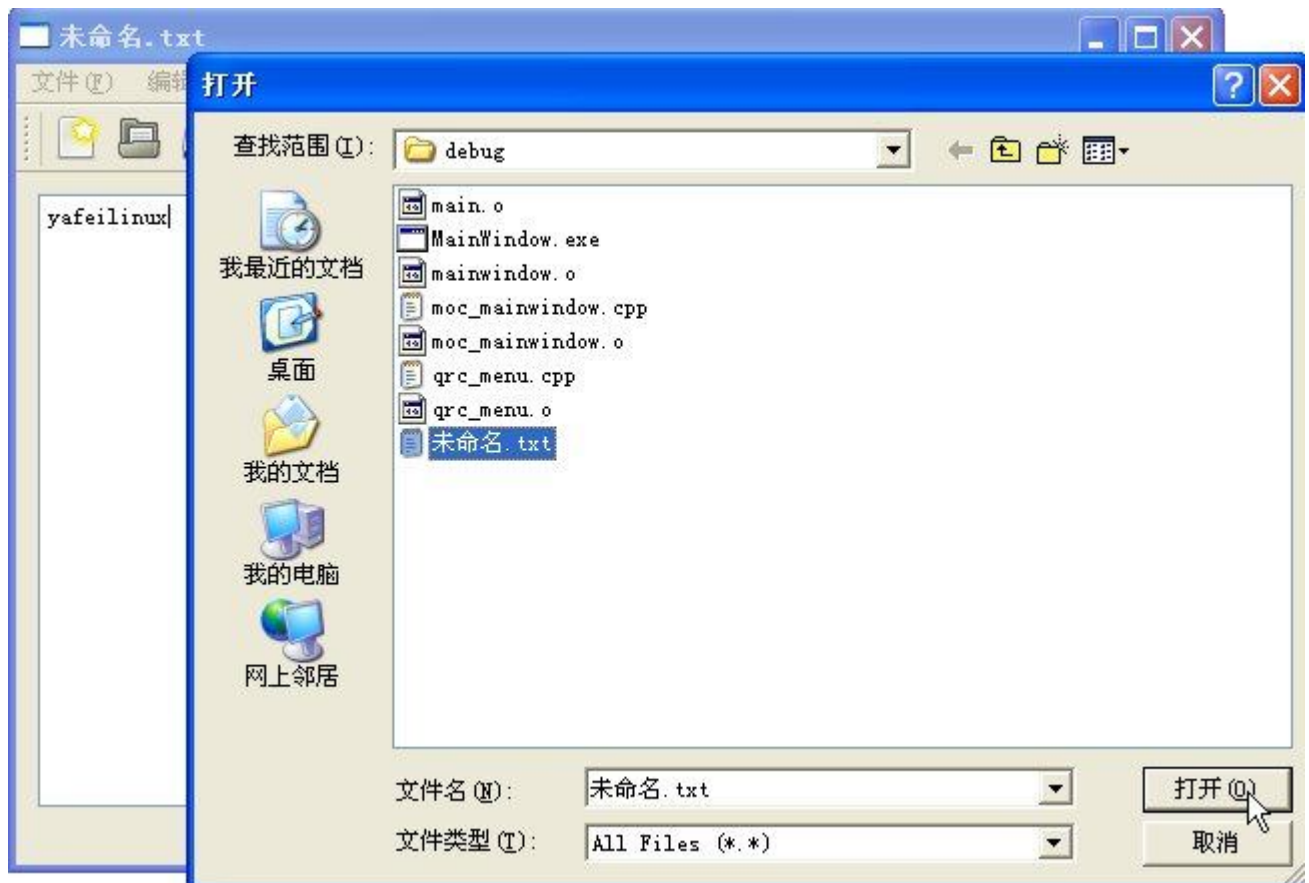 未命名.txt
文件(F) 编辑
打开
查找范围(I):
debug
yafeilinux
我最近的文档
桌面
我的文档
我的电脑
网上邻居
main.o
MainWindow.exe
mainwindow.o
moc_mainwindow.cpp
moc_mainwindow.o
qrc_menu.cpp
qrc_menu.o
未命名.txt
文件名(N): 未命名.txt 打开(O)
文件类型(T): All Files (*.*) 取消